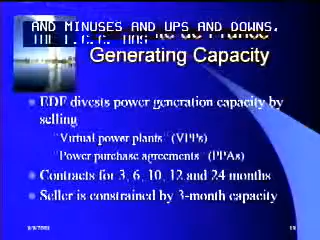 AND MINUSES AND UPS AND DOWNS.
de France
Generating Capacity
EDF divests power generation capacity by
selling
"Virtual power plants" (VPPs)
"Power purchase agreements" (PPAs)
Contracts for 3, 6, 10, 12 and 24 months
Seller is constrained by 3-month capacity